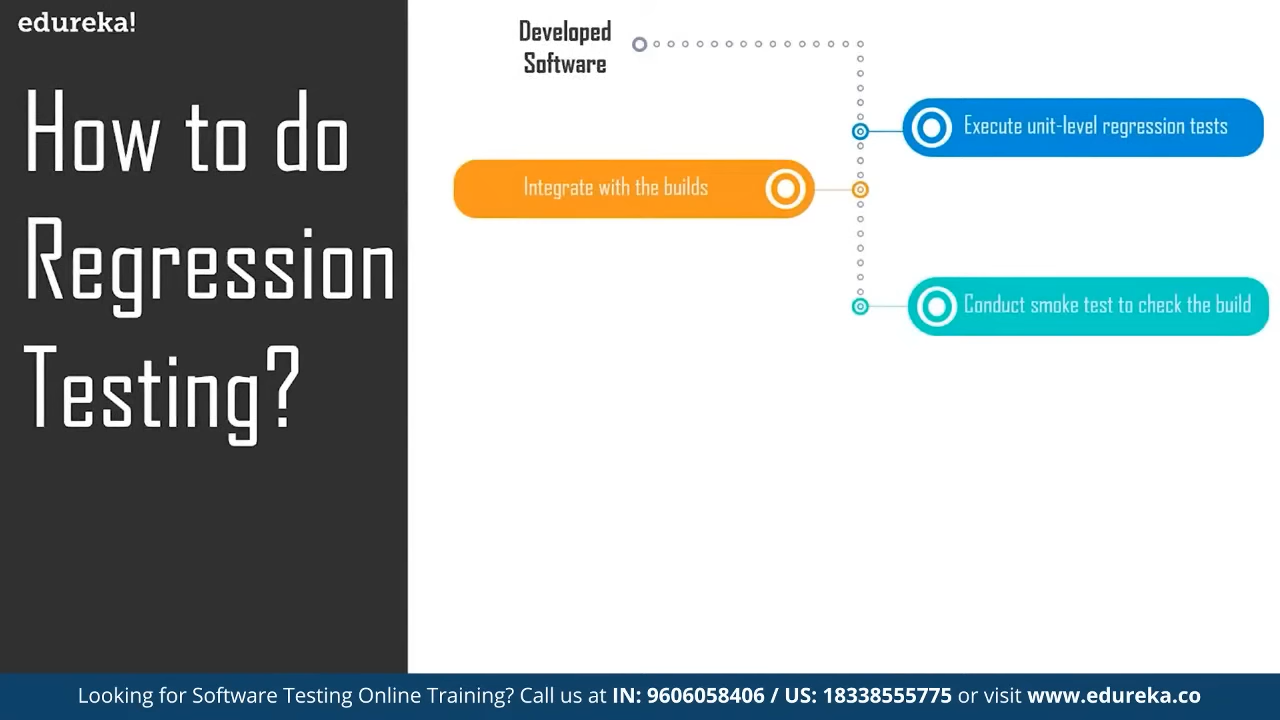 edureka!
How to do
Regression
Testing?
Developed
Software
Execute unit-level regression tests
Integrate with the builds
Conduct smoke test to check the build
Looking for Software Testing Online Training? Call us at IN: 9606058406 / US: 18338555775 or visit www.edureka.co